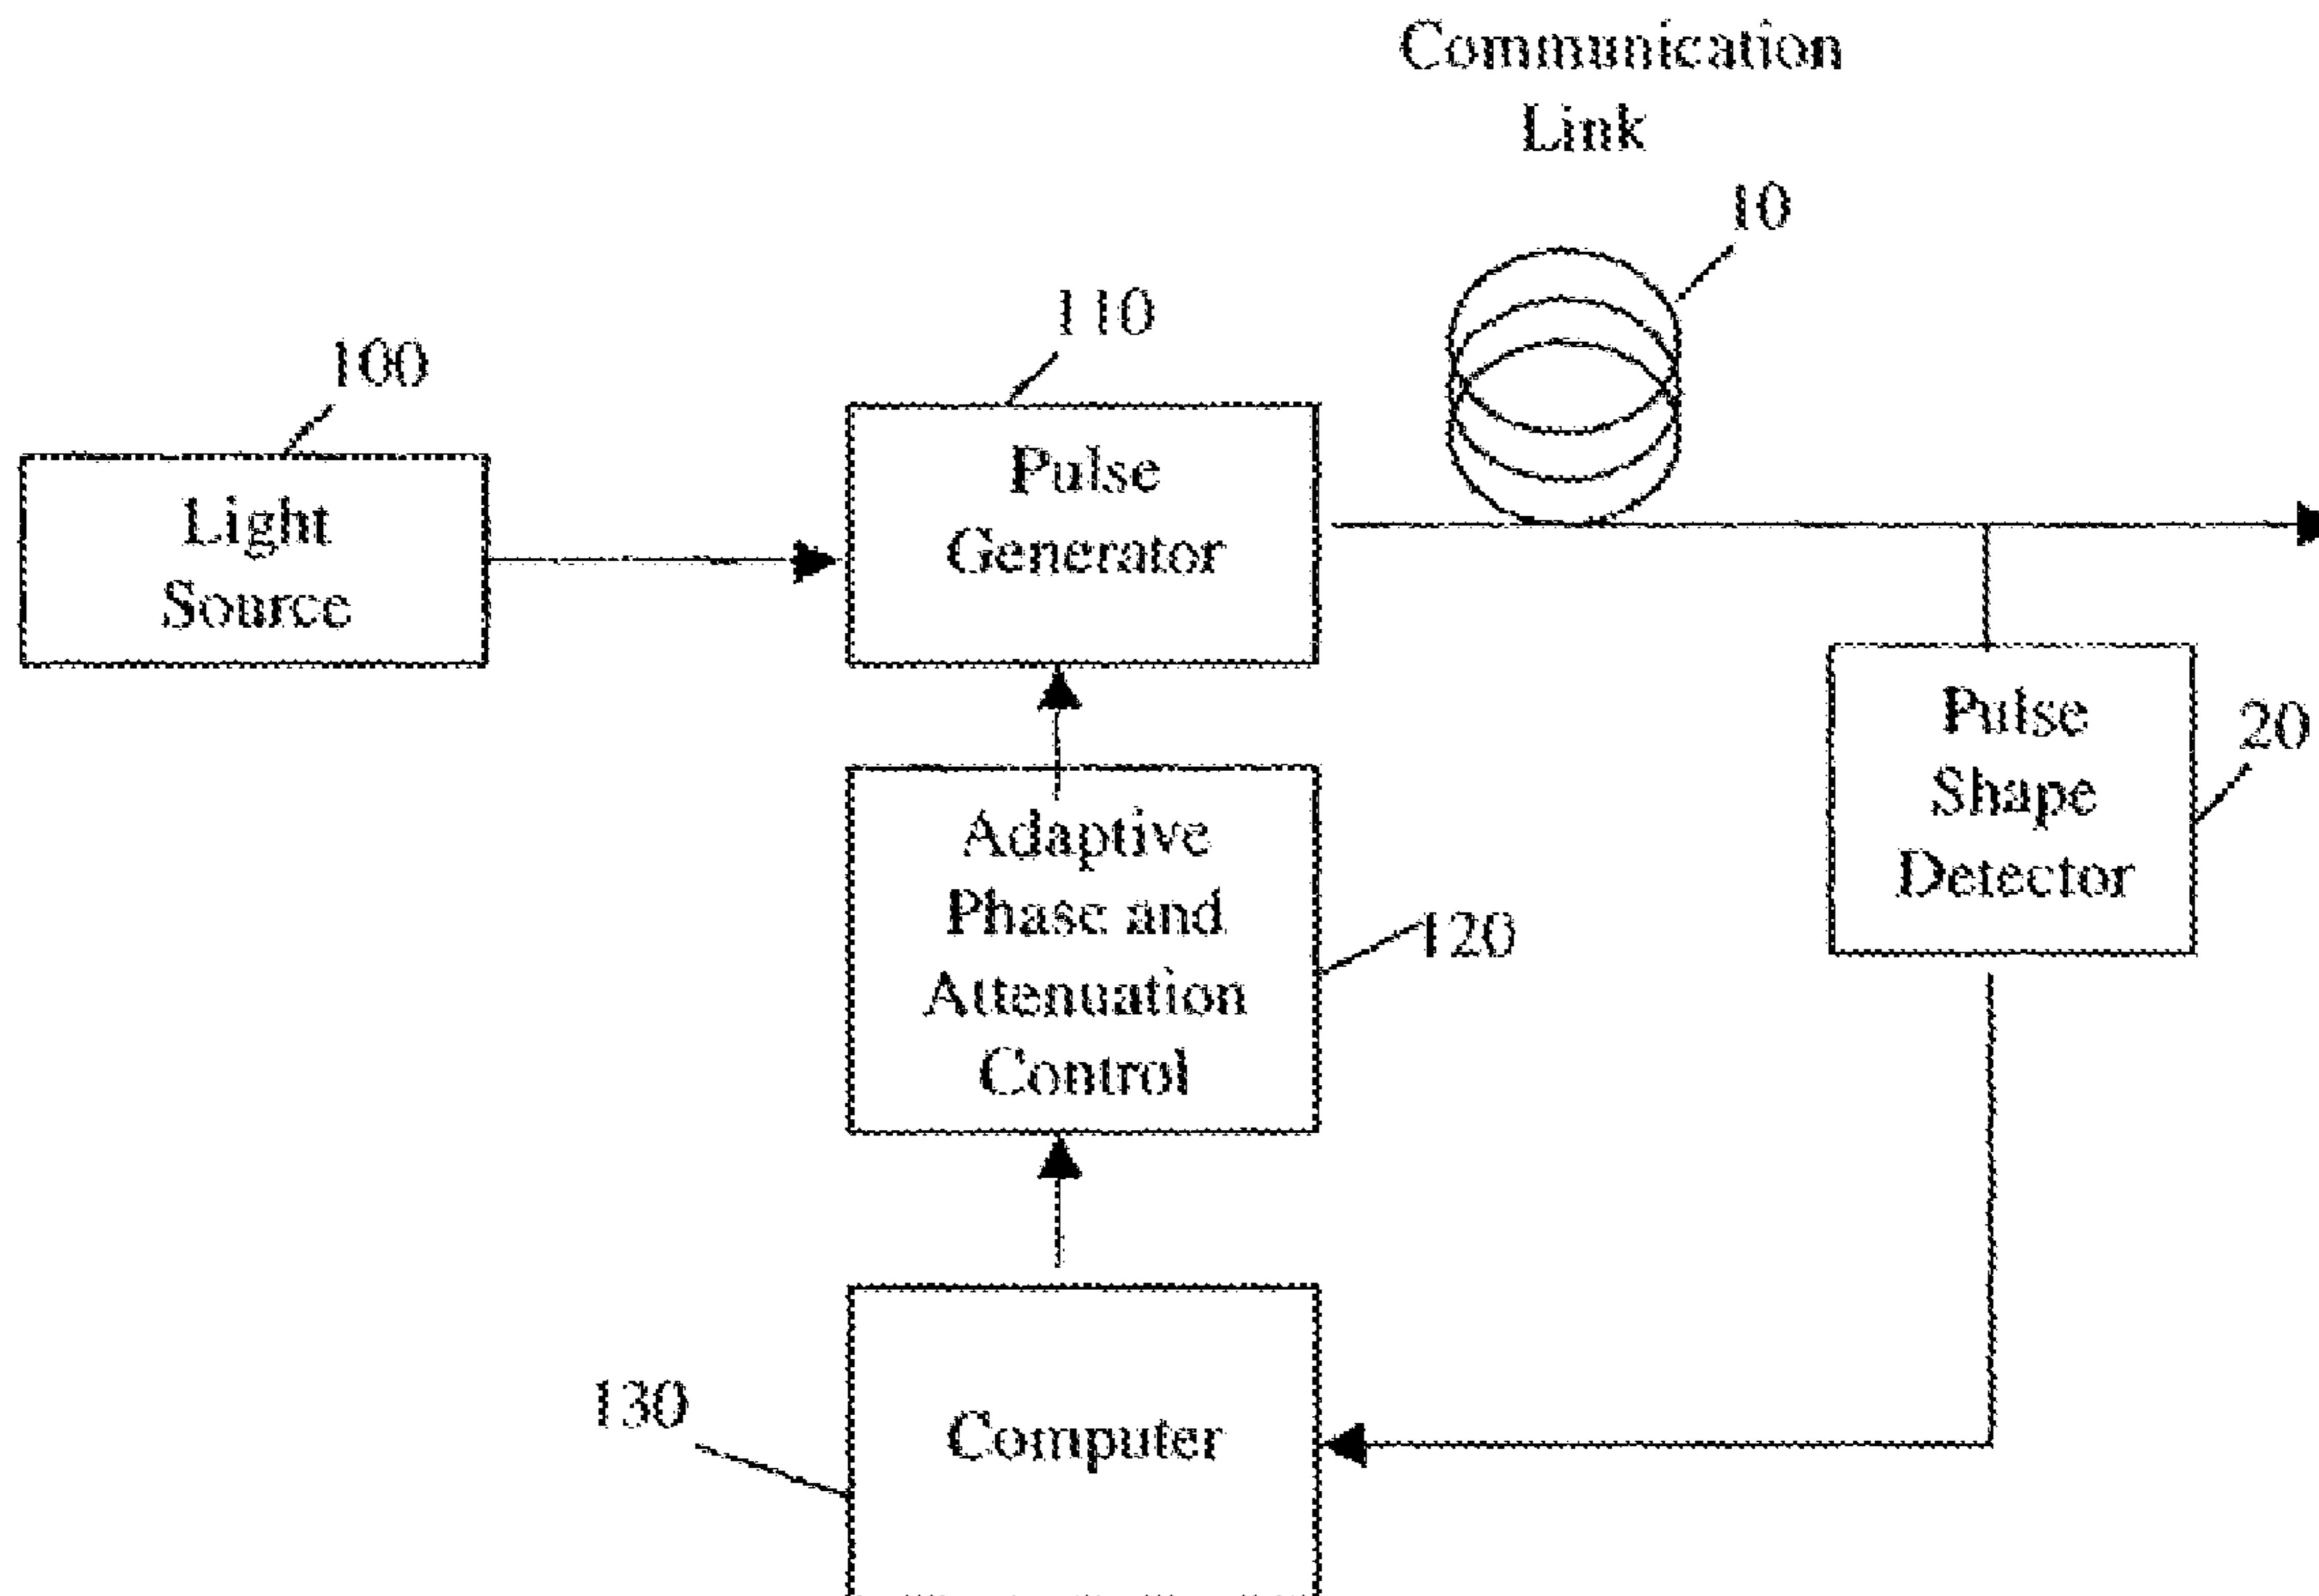 Communication
Link
10
110
100
Pulse
Generator
Light
Source
Pulse
Shape
Detector
20
Adaptive
Phase and
Attenuation
Control
120
130
Computer